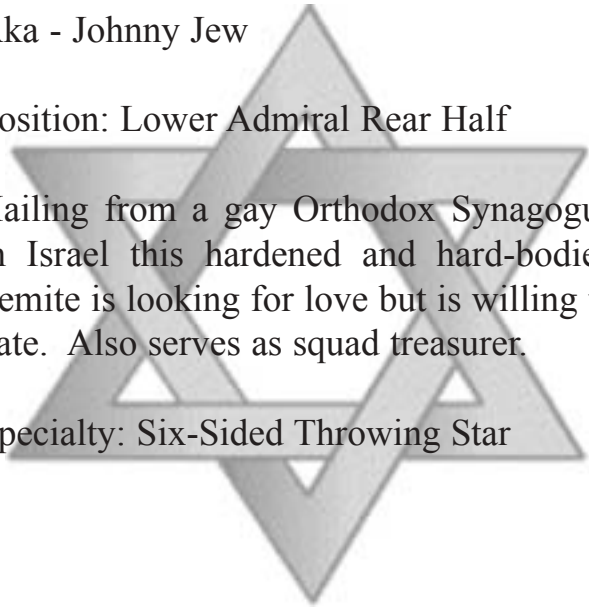 ka - Johnny Jew
osition: Lower Admiral Rear Half
ailing from a gay Orthodox Synagogu
n Israel this hardened and hard-bodie
emite is looking for love but is willing
ate. Also serves as squad treasurer.
pecialty: Six-Sided Throwing Star